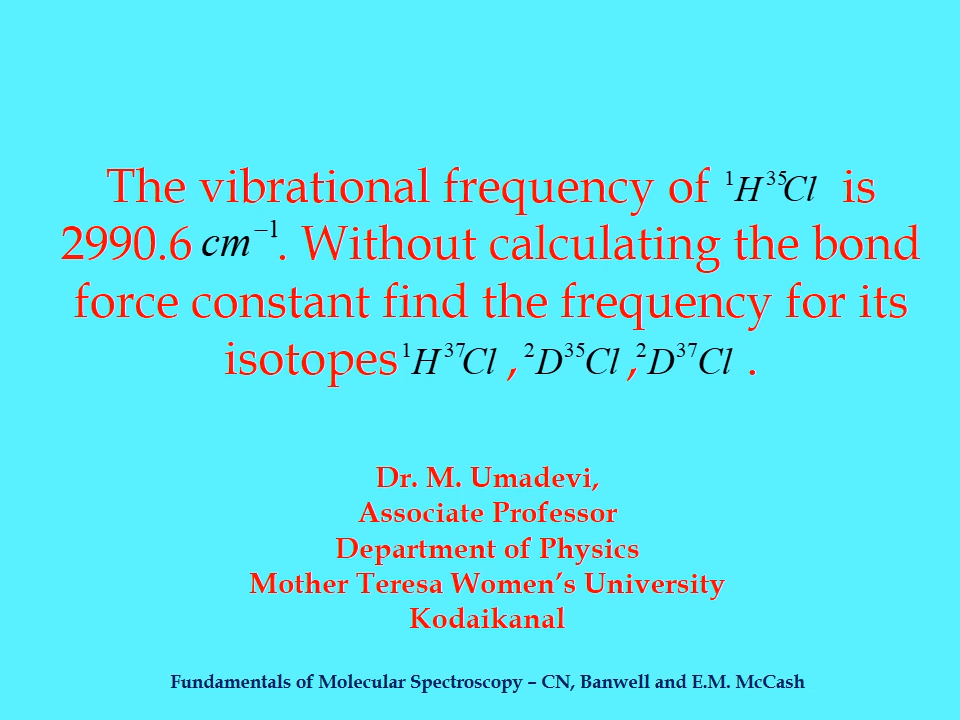 The vibrational frequency of ¹H³⁵Cl is
2990.6 cm⁻¹. Without calculating the bond
force constant find the frequency for its
isotopes ¹H³⁷Cl , ²D³⁵Cl , ²D³⁷Cl .
Dr. M. Umadevi,
Associate Professor
Department of Physics
Mother Teresa Women’s University
Kodaikanal
Fundamentals of Molecular Spectroscopy – CN, Banwell and E.M. McCash